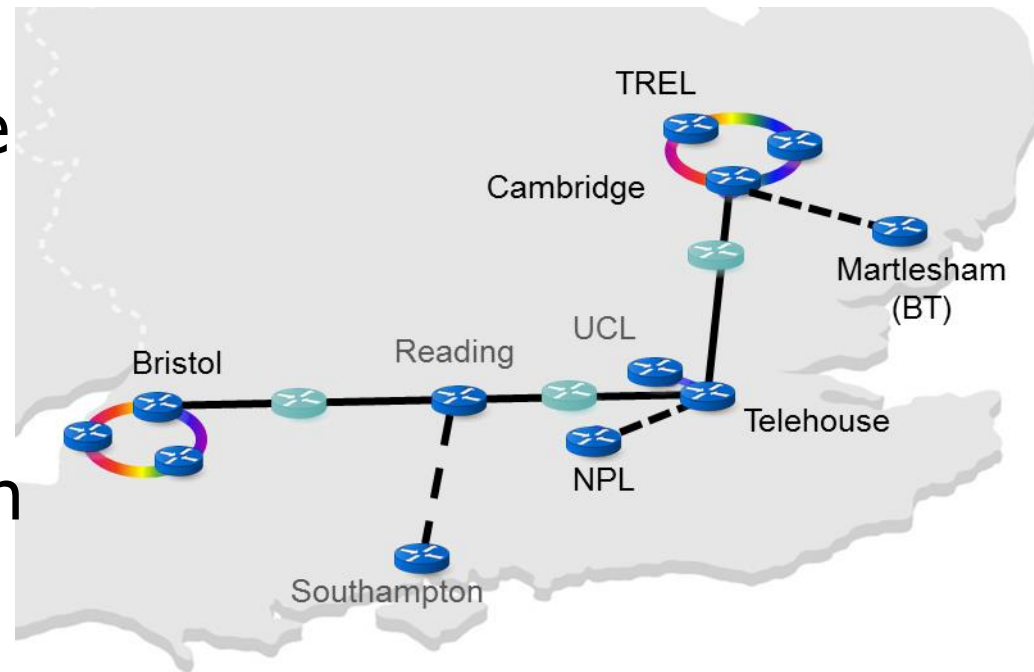 TREL
Cambridge
Martlesham
(BT)
UCL
Reading
Bristol
Telehouse
NPL
Southampton